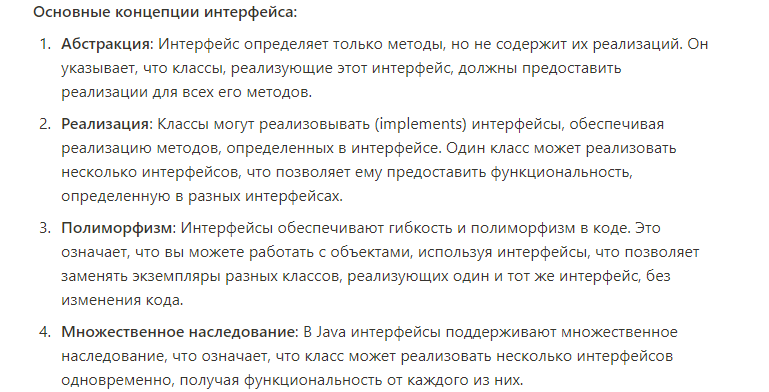 Основные концепции интерфейса:
1. Абстракция: Интерфейс определяет только методы, но не содержит их реализаций. Он
указывает, что классы, реализующие этот интерфейс, должны предоставить
реализации для всех его методов.
2. Реализация: Классы могут реализовывать (implements) интерфейсы, обеспечивая
реализацию методов, определенных в интерфейсе. Один класс может реализовать
несколько интерфейсов, что позволяет ему предоставить функциональность,
определенную в разных интерфейсах.
3. Полиморфизм: Интерфейсы обеспечивают гибкость и полиморфизм в коде. Это
означает, что вы можете работать с объектами, используя интерфейсы, что позволяет
заменять экземпляры разных классов, реализующих один и тот же интерфейс, без
изменения кода.
4. Множественное наследование: В Java интерфейсы поддерживают множественное
наследование, что означает, что класс может реализовать несколько интерфейсов
одновременно, получая функциональность от каждого из них.